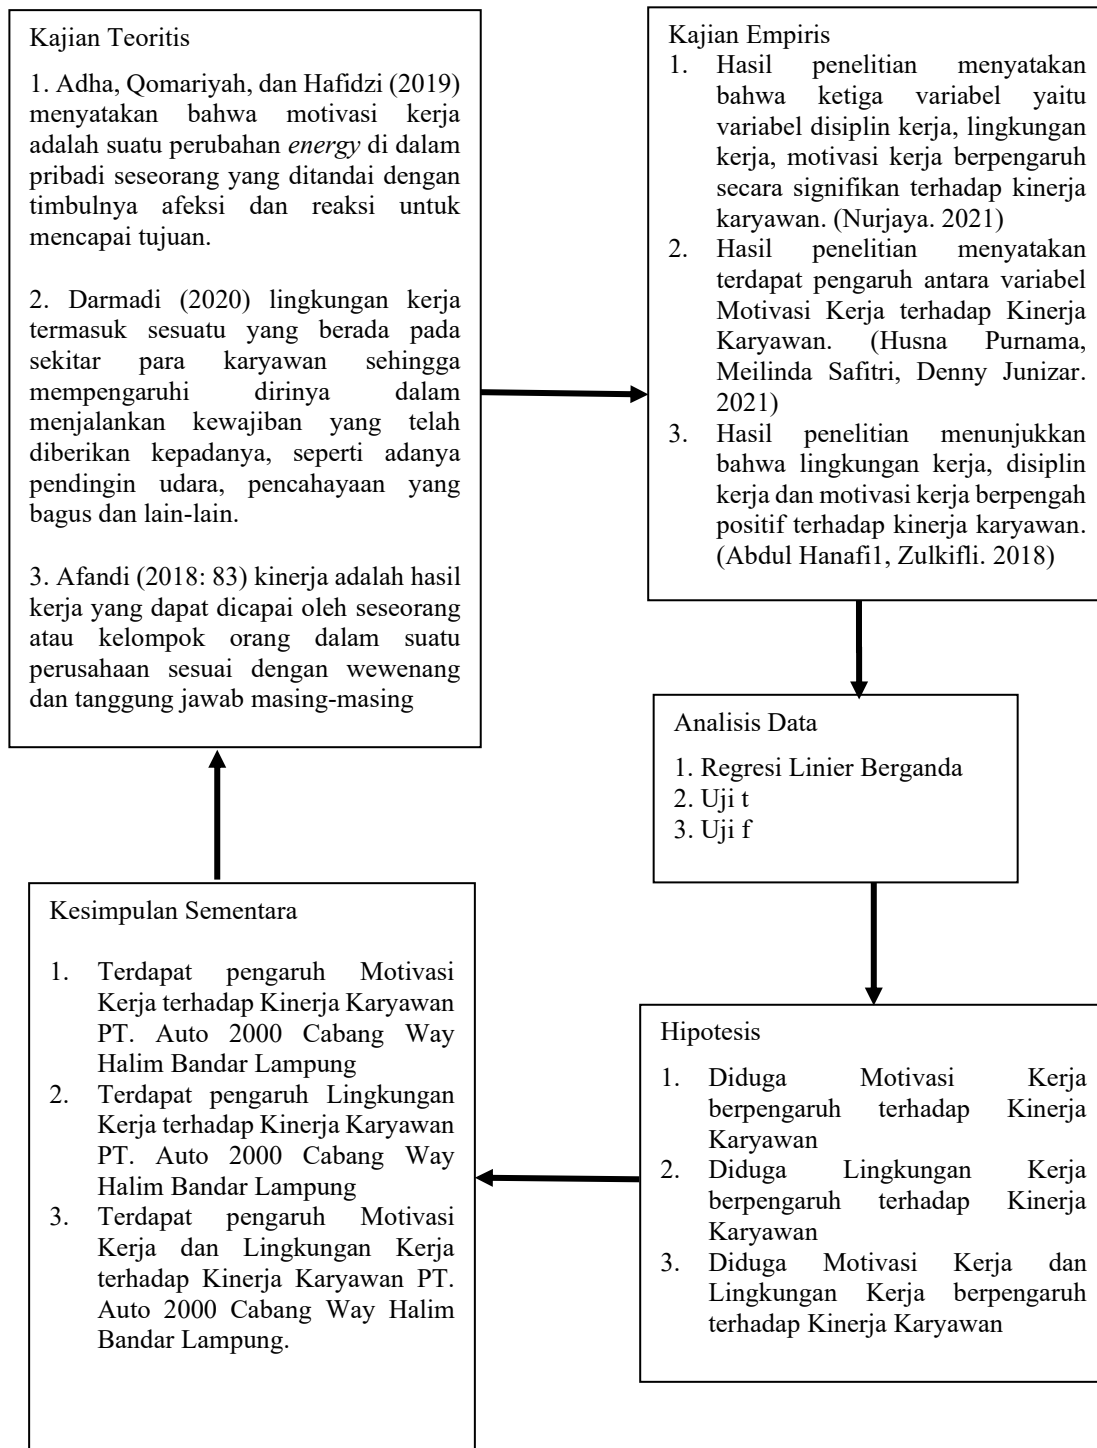 Kajian Teoritis
1. Adha, Qomariyah, dan Hafidzi (2019)
menyatakan bahwa motivasi kerja
adalah suatu perubahan energy di dalam
pribadi seseorang yang ditandai dengan
timbulnya afeksi dan reaksi untuk
mencapai tujuan.
2. Darmadi (2020) lingkungan kerja
termasuk sesuatu yang berada pada
sekitar para karyawan sehingga
mempengaruhi dirinya dalam
menjalankan kewajiban yang telah
diberikan kepadanya, seperti adanya
pendingin udara, pencahayaan yang
bagus dan lain-lain.
3. Afandi (2018: 83) kinerja adalah hasil
kerja yang dapat dicapai oleh seseorang
atau kelompok orang dalam suatu
perusahaan sesuai dengan wewenang
dan tanggung jawab masing-masing
Kajian Empiris
1. Hasil penelitian menyatakan
bahwa ketiga variabel yaitu
variabel disiplin kerja, lingkungan
kerja, motivasi kerja berpengaruh
secara signifikan terhadap kinerja
karyawan. (Nurjaya. 2021)
2. Hasil penelitian menyatakan
terdapat pengaruh antara variabel
Motivasi Kerja terhadap Kinerja
Karyawan. (Husna Purnama,
Meilinda Safitri, Denny Junizar.
2021)
3. Hasil penelitian menunjukkan
bahwa lingkungan kerja, disiplin
kerja dan motivasi kerja berpengah
positif terhadap kinerja karyawan.
(Abdul Hanafi1, Zulkifli. 2018)
Analisis Data
1. Regresi Linier Berganda
2. Uji t
3. Uji f
Hipotesis
1. Diduga Motivasi Kerja
berpengaruh terhadap Kinerja
Karyawan
2. Diduga Lingkungan Kerja
berpengaruh terhadap Kinerja
Karyawan
3. Diduga Motivasi Kerja dan
Lingkungan Kerja berpengaruh
terhadap Kinerja Karyawan
Kesimpulan Sementara
1. Terdapat pengaruh Motivasi
Kerja terhadap Kinerja Karyawan
PT. Auto 2000 Cabang Way
Halim Bandar Lampung
2. Terdapat pengaruh Lingkungan
Kerja terhadap Kinerja Karyawan
PT. Auto 2000 Cabang Way
Halim Bandar Lampung
3. Terdapat pengaruh Motivasi
Kerja dan Lingkungan Kerja
terhadap Kinerja Karyawan PT.
Auto 2000 Cabang Way Halim
Bandar Lampung.